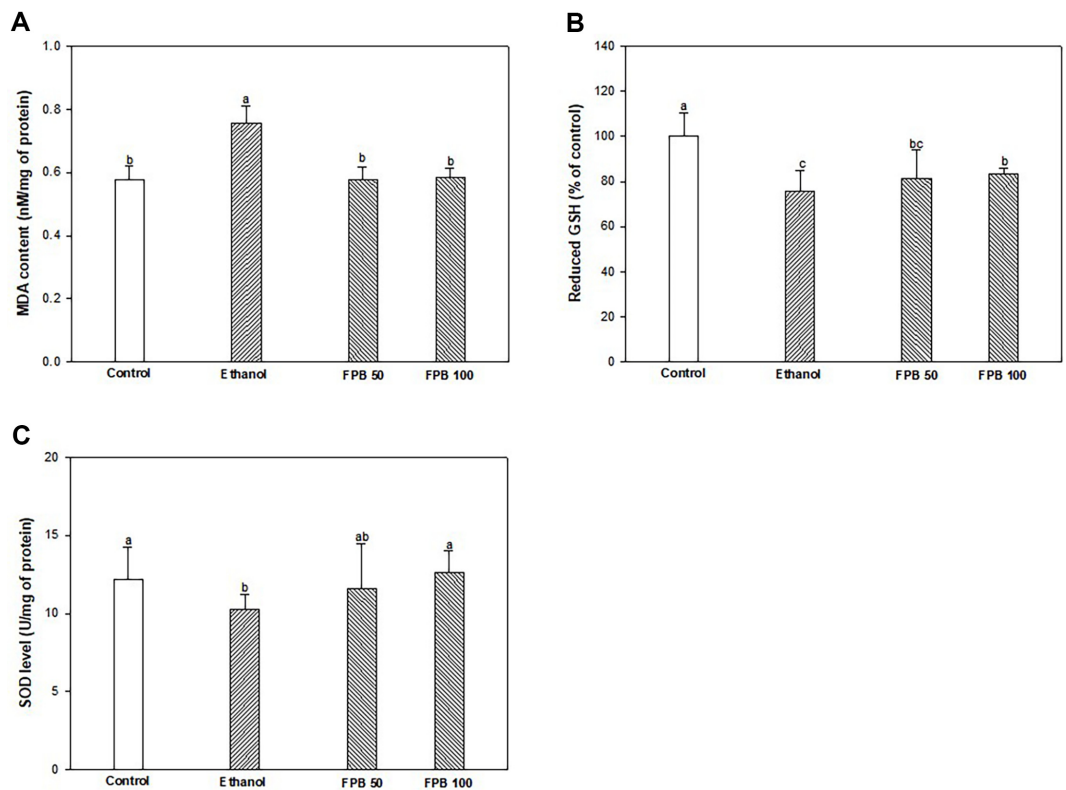 A
MDA content (nM/mg of protein)
1.0
0.8
0.6
0.4
0.2
0.0
b
a
b
b
Control
Ethanol
FPB 50
FPB 100
B
Reduced GSH (% of control)
140
120
100
80
60
40
20
0
a
c
bc
b
Control
Ethanol
FPB 50
FPB 100
C
SOD level (U/mg of protein)
20
15
10
5
0
a
b
ab
a
Control
Ethanol
FPB 50
FPB 100